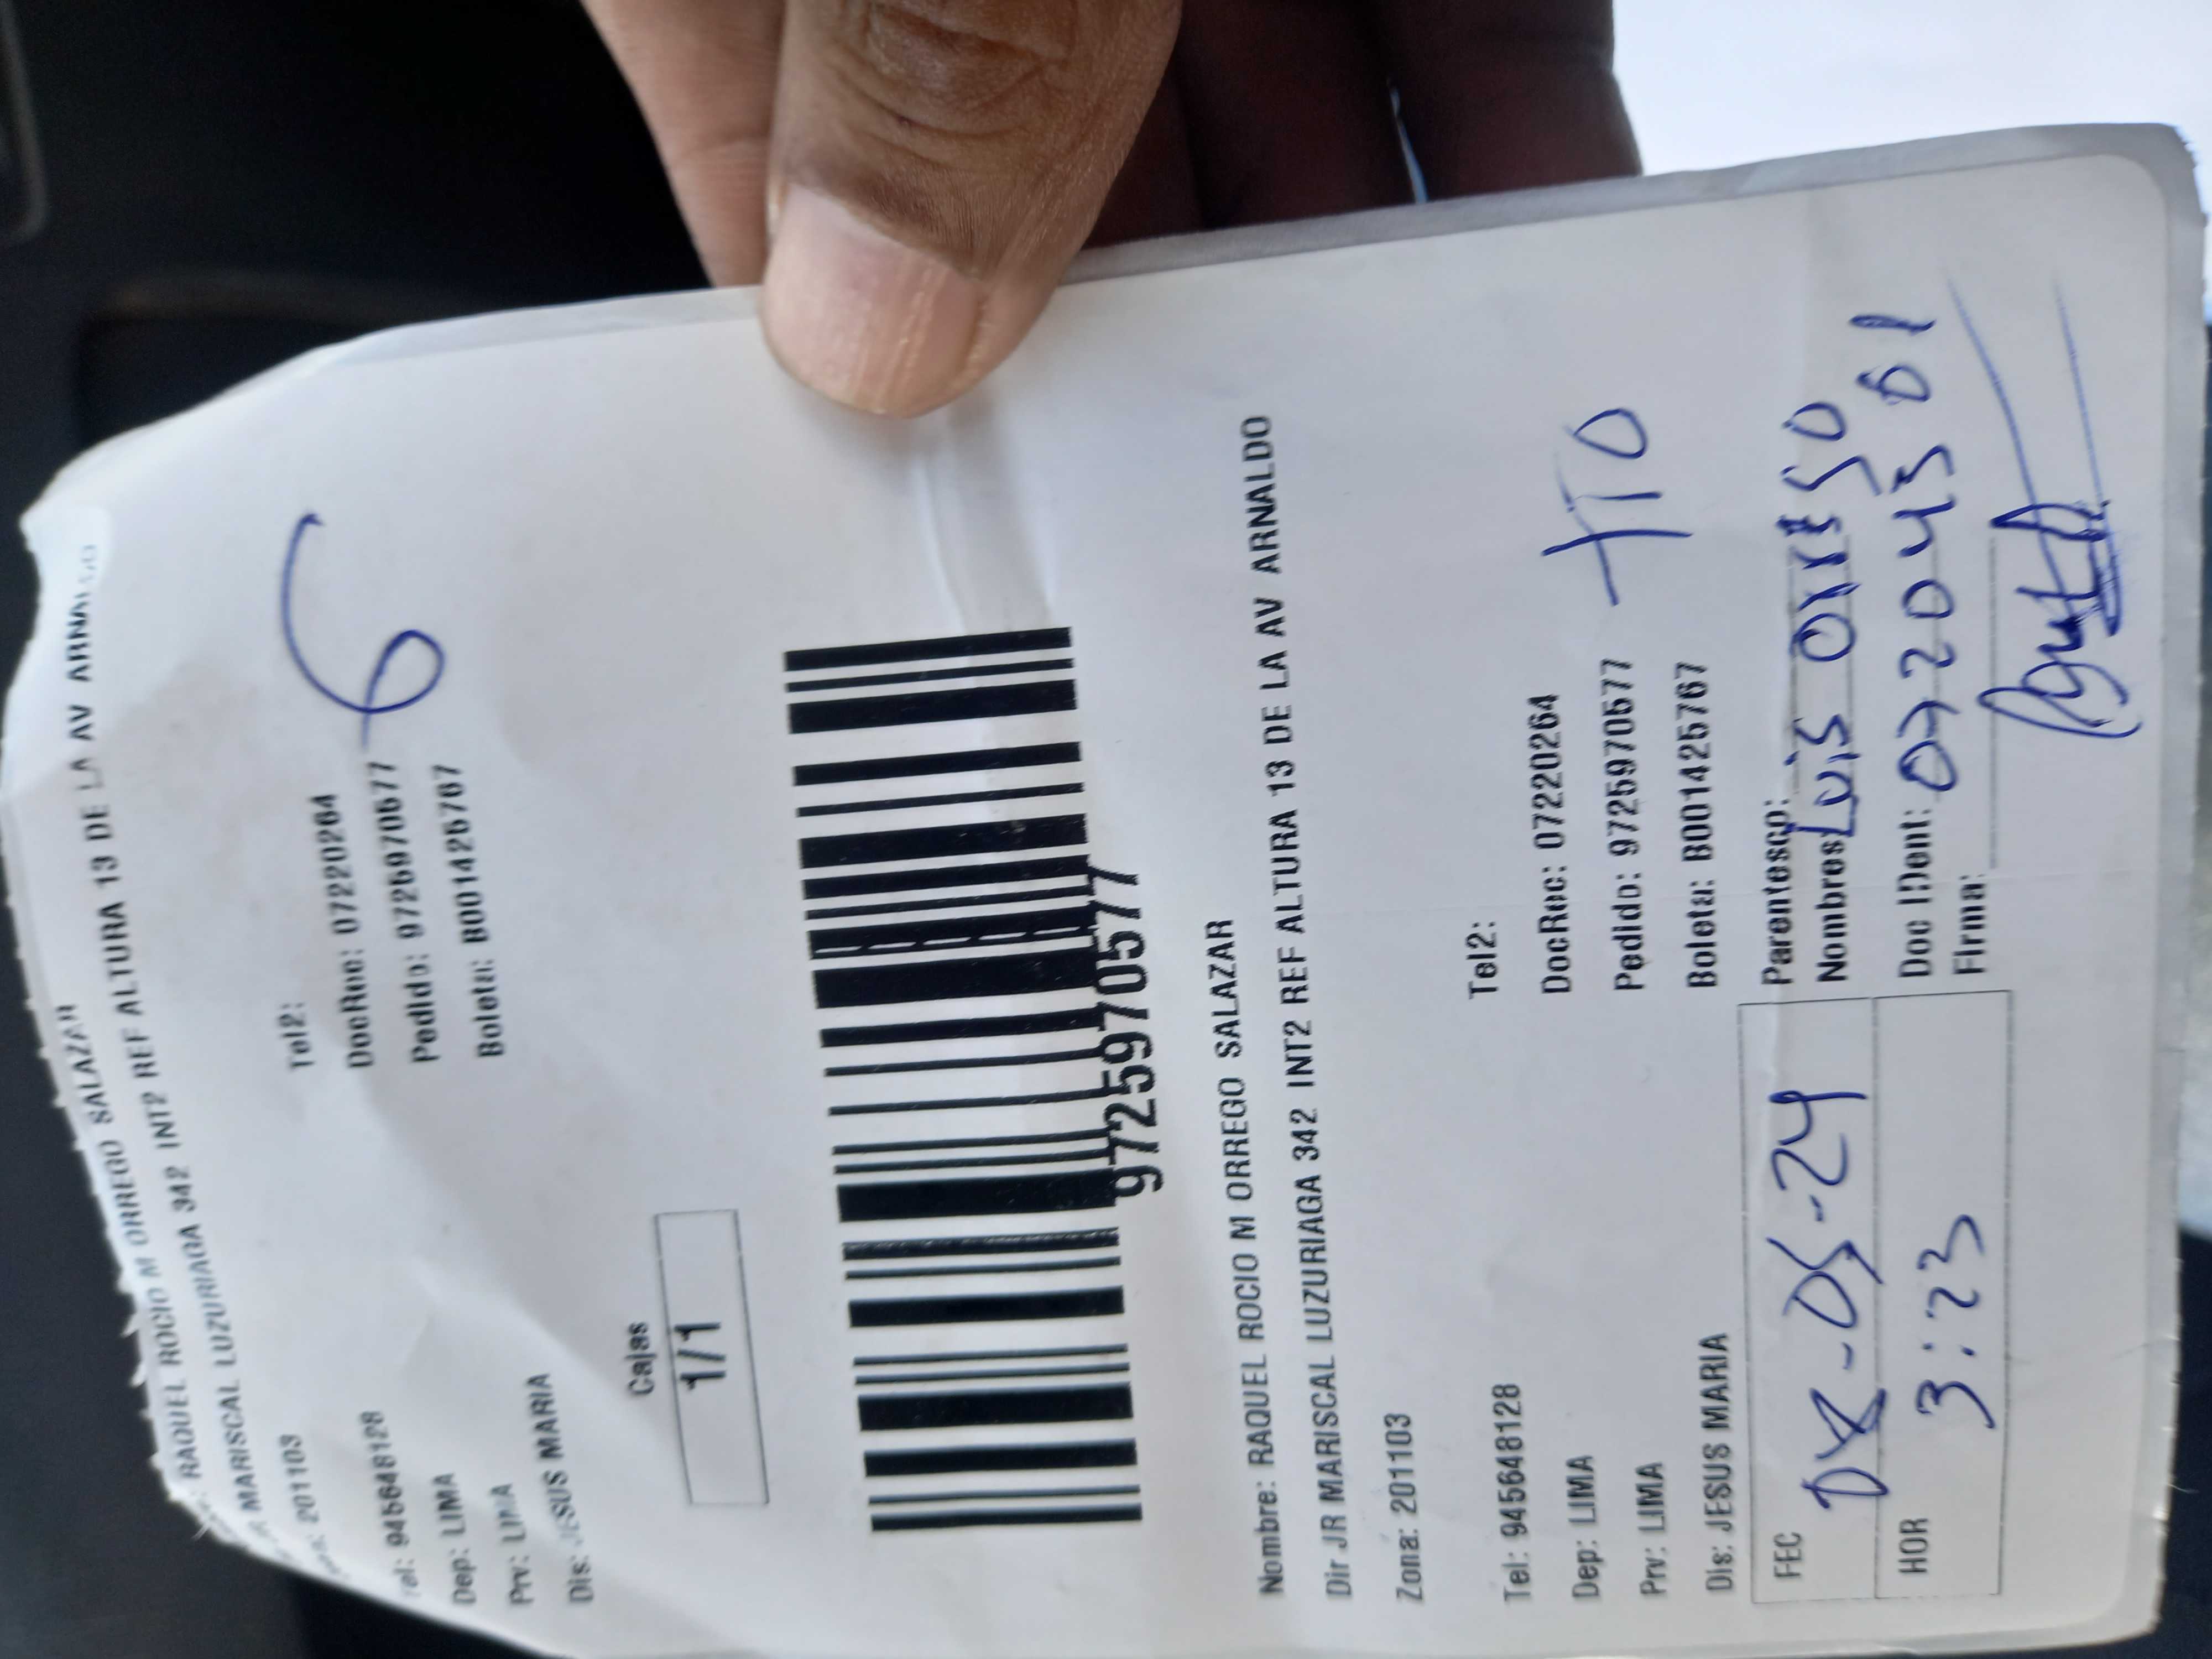 RAQUEL ROCIO M ORREGO SALAZAR
JR MARISCAL LUZURIAGA 342 INT2 REF ALTURA 13 DE LA AV ARNALDO
201103
Tel: 945648128
Tel2:
Dep: LIMA
DocRec: 07220264
Prv: LIMA
Pedido: 9725970577
6
Dis: JESUS MARIA
Boleta: B001425767
Cajas
1/1
9725970577
Nombre: RAQUEL ROCIO M ORREGO SALAZAR
Dir JR MARISCAL LUZURIAGA 342 INT2 REF ALTURA 13 DE LA AV ARNALDO
Zona: 201103
Tel: 945648128
Tel2:
Dep: LIMA
DocRec: 07220264
TIO
Prv: LIMA
Pedido: 9725970577
Dis: JESUS MARIA
Boleta: B001425767
FEC
-05-24
Parentesco:
Nombres Luis
HOR
3:23
Doc IDent:
Firma: